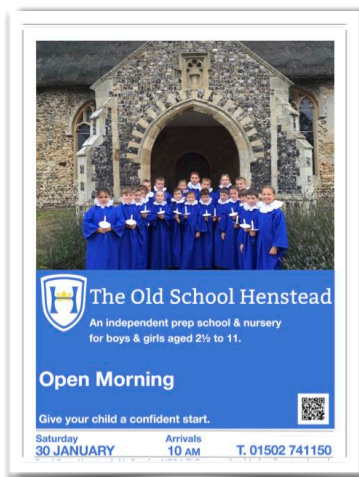 The Old School Henstead
An independent prep school & nursery
for boys & girls aged 2½ to 11.
Open Morning
Give your child a confident start.
Saturday
30 JANUARY
Arrivals
10 AM
T. 01502 741150